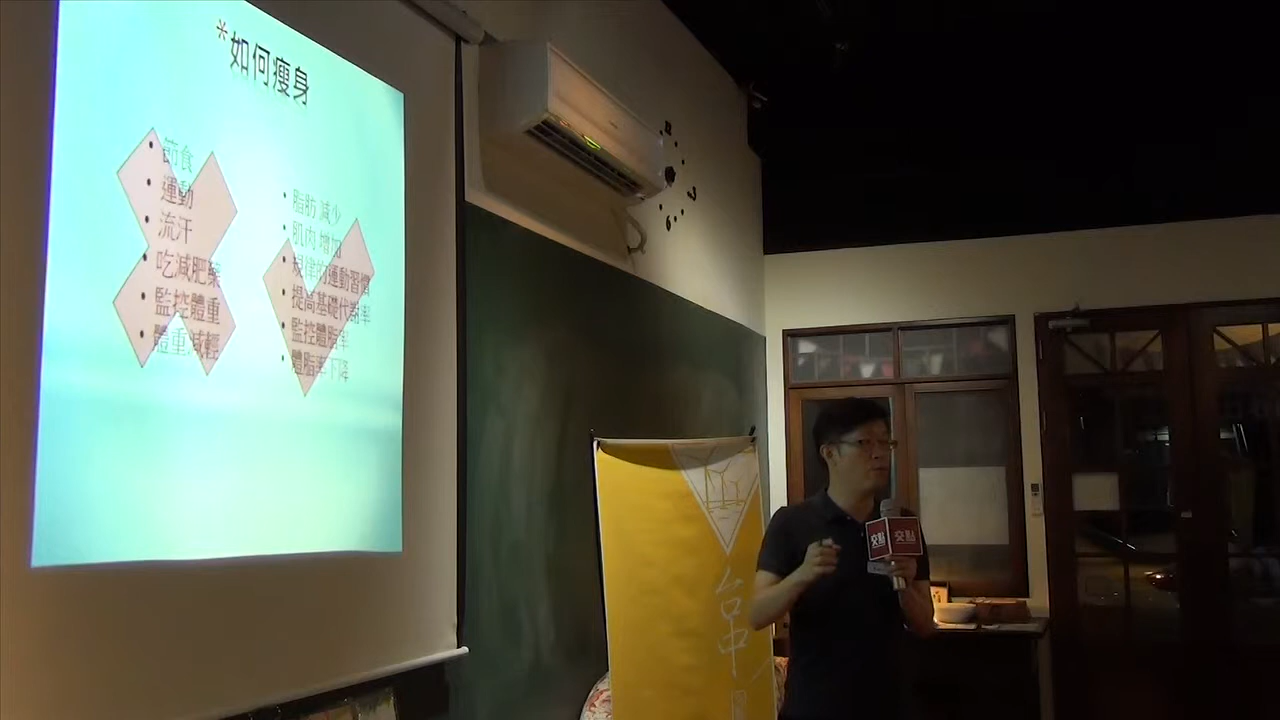 *如何瘦身
節食
運動
流汗
吃減肥藥
監控體重
體重減輕
脂肪 減少
肌肉 增加
規律的運動習慣
提高基礎代謝率
監控體脂率
體脂率下降
交點
交點
台中